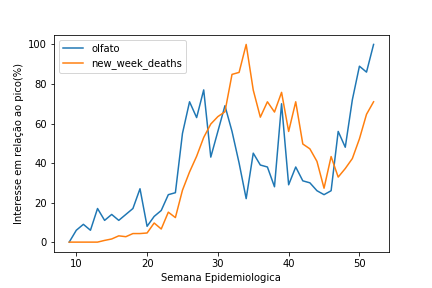 olfato
new_week_deaths
Interesse em relação ao pico(%)
100
80
60
40
20
0
10
20
30
40
50
Semana Epidemiologica